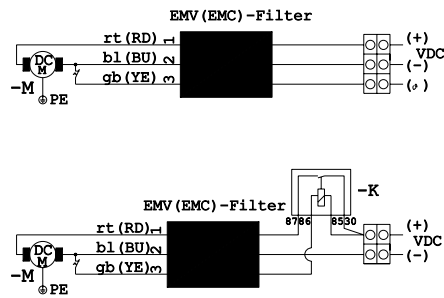 EMV(EMC)-Filter
rt(RD) 1
bl(BU) 2
gb(YE) 3
DC
M
-M
PE
(+)
VDC
(-)
(𝜗)
EMV(EMC)-Filter
-K
8786 8530
rt(RD) 1
bl(BU) 2
gb(YE) 3
DC
M
-M
PE
(+)
VDC
(-)